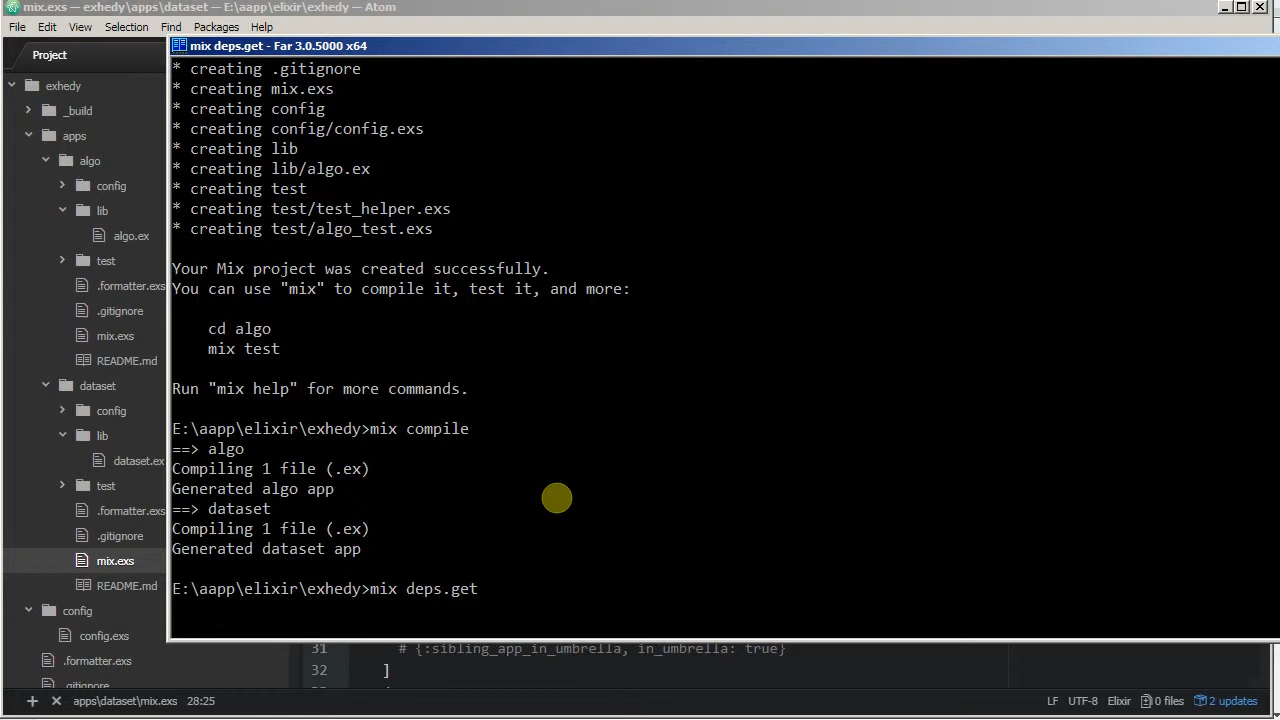 mix.exs — exhedy\apps\dataset — E:\aapp\elixir\exhedy — Atom
File Edit View Selection Find Packages Help
Project
exhedy
_build
apps
algo
config
lib
algo.ex
test
.formatter.exs
.gitignore
mix.exs
README.md
dataset
config
lib
dataset.ex
test
.formatter.exs
.gitignore
mix.exs
README.md
config
config.exs
.formatter.exs
.gitignore
mix deps.get - Far 3.0.5000 x64
* creating .gitignore
* creating mix.exs
* creating config
* creating config/config.exs
* creating lib
* creating lib/algo.ex
* creating test
* creating test/test_helper.exs
* creating test/algo_test.exs
Your Mix project was created successfully.
You can use "mix" to compile it, test it, and more:
cd algo
mix test
Run "mix help" for more commands.
E:\aapp\elixir\exhedy>mix compile
==> algo
Compiling 1 file (.ex)
Generated algo app
==> dataset
Compiling 1 file (.ex)
Generated dataset app
E:\aapp\elixir\exhedy>mix deps.get
31 # {:sibling_app_in_umbrella, in_umbrella: true}
32 ]
apps\dataset\mix.exs 28:25 LF UTF-8 Elixir 0 files 2 updates